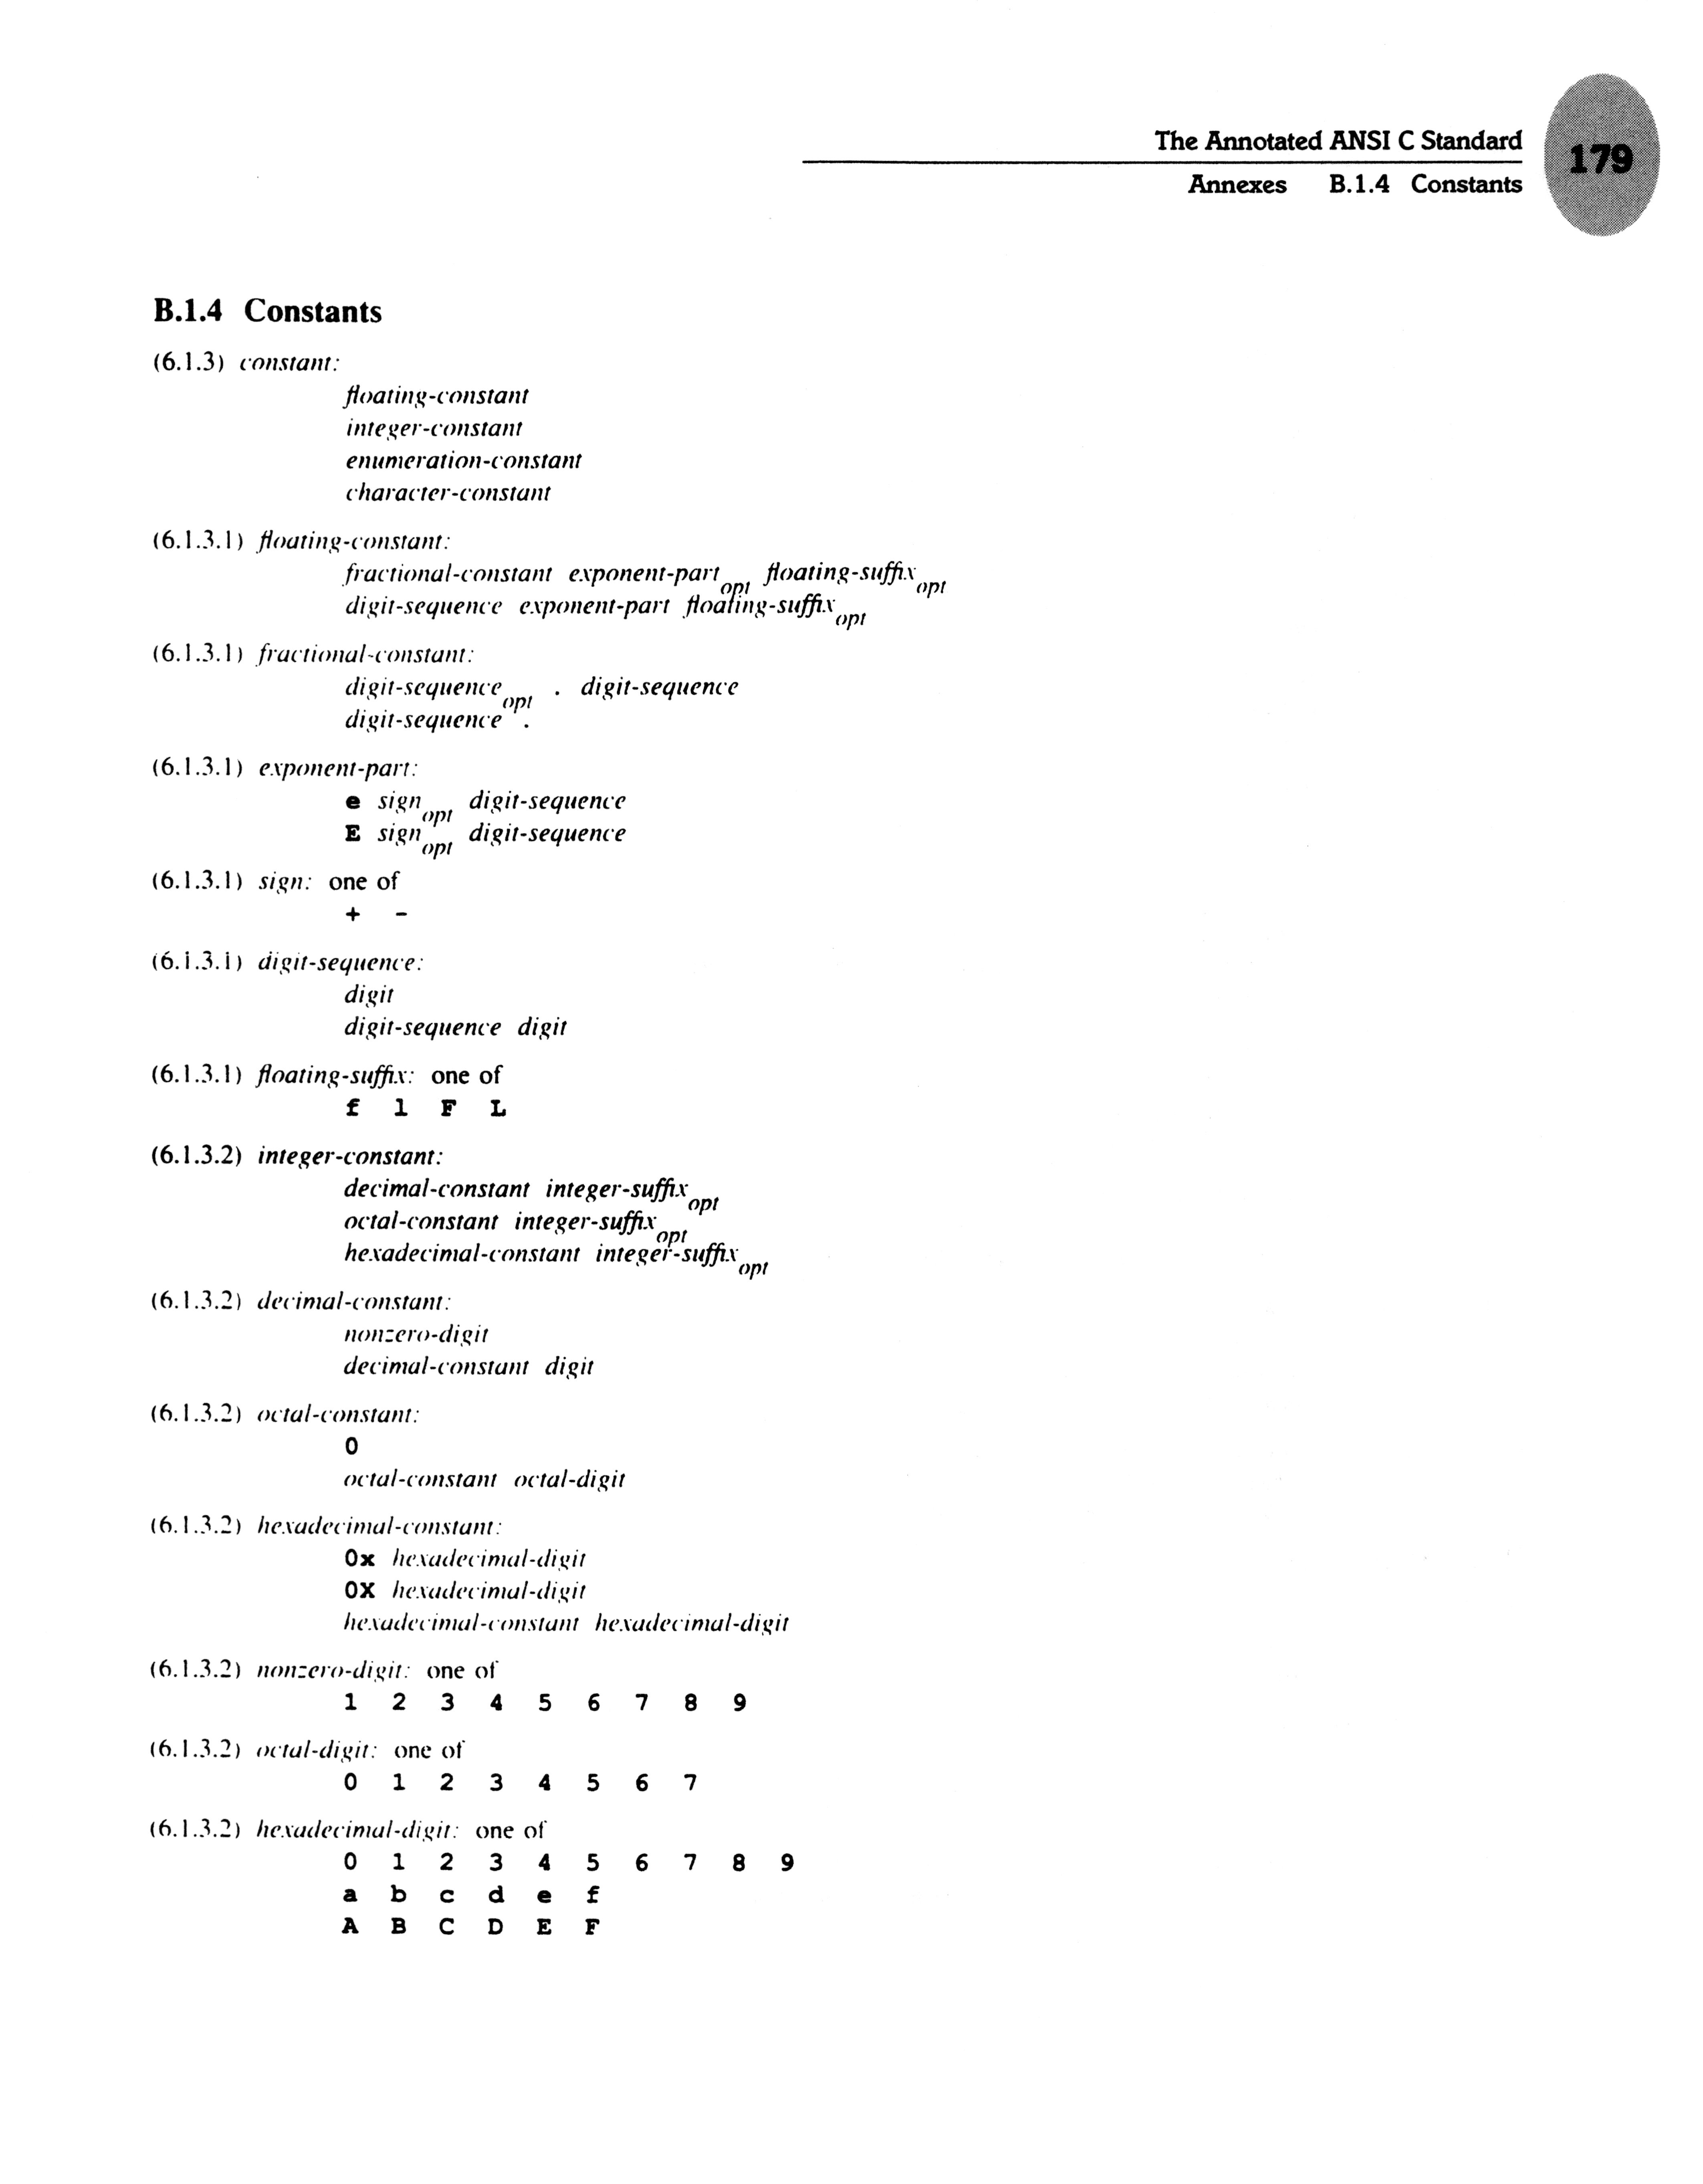 The Annotated ANSI C Standard
179
Annexes B.1.4 Constants
B.1.4 Constants
(6.1.3) constant:
floating-constant
integer-constant
enumeration-constant
character-constant
(6.1.3.1) floating-constant:
fractional-constant exponent-part opt floating-suffix opt
digit-sequence exponent-part floating-suffix opt
(6.1.3.1) fractional-constant:
digit-sequence opt . digit-sequence
digit-sequence .
(6.1.3.1) exponent-part:
e sign opt digit-sequence
E sign opt digit-sequence
(6.1.3.1) sign: one of
+ -
(6.1.3.1) digit-sequence:
digit
digit-sequence digit
(6.1.3.1) floating-suffix: one of
f l F L
(6.1.3.2) integer-constant:
decimal-constant integer-suffix opt
octal-constant integer-suffix opt
hexadecimal-constant integer-suffix opt
(6.1.3.2) decimal-constant:
nonzero-digit
decimal-constant digit
(6.1.3.2) octal-constant:
0
octal-constant octal-digit
(6.1.3.2) hexadecimal-constant:
0x hexadecimal-digit
0X hexadecimal-digit
hexadecimal-constant hexadecimal-digit
(6.1.3.2) nonzero-digit: one of
1 2 3 4 5 6 7 8 9
(6.1.3.2) octal-digit: one of
0 1 2 3 4 5 6 7
(6.1.3.2) hexadecimal-digit: one of
0 1 2 3 4 5 6 7 8 9
a b c d e f
A B C D E F